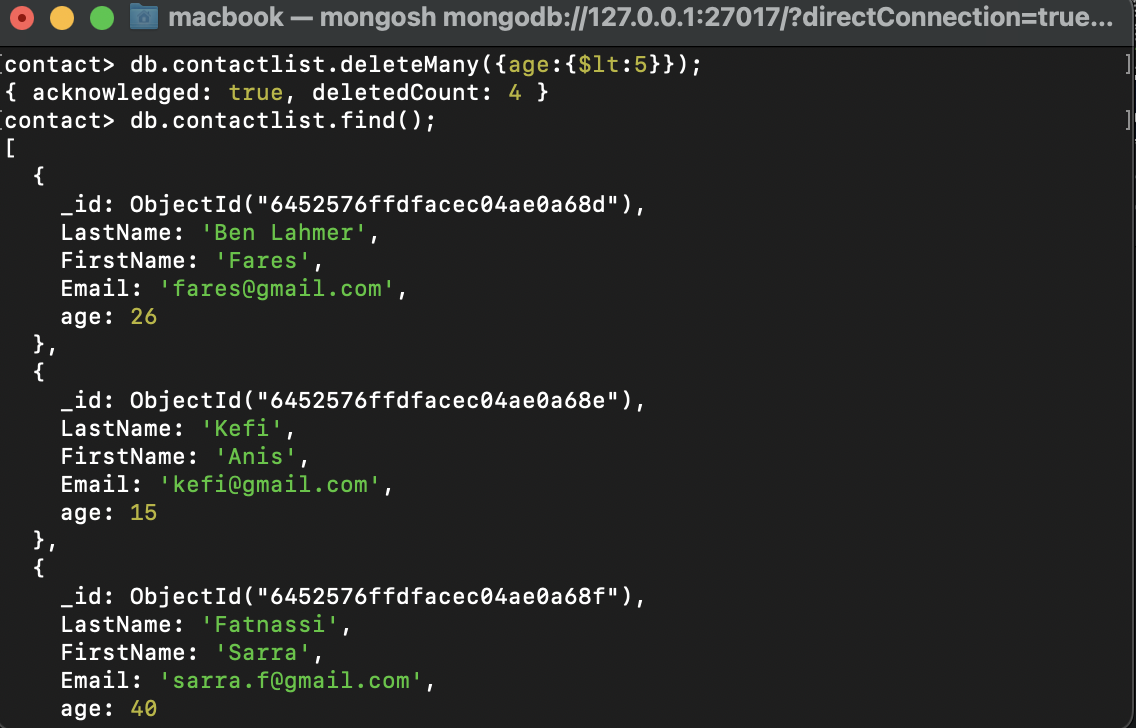 macbook — mongosh mongodb://127.0.0.1:27017/?directConnection=true...
[contact> db.contactlist.deleteMany({age:{$lt:5}}); ]
{ acknowledged: true, deletedCount: 4 }
[contact> db.contactlist.find(); ]
[
  {
    _id: ObjectId("6452576ffdfacec04ae0a68d"),
    LastName: 'Ben Lahmer',
    FirstName: 'Fares',
    Email: 'fares@gmail.com',
    age: 26
  },
  {
    _id: ObjectId("6452576ffdfacec04ae0a68e"),
    LastName: 'Kefi',
    FirstName: 'Anis',
    Email: 'kefi@gmail.com',
    age: 15
  },
  {
    _id: ObjectId("6452576ffdfacec04ae0a68f"),
    LastName: 'Fatnassi',
    FirstName: 'Sarra',
    Email: 'sarra.f@gmail.com',
    age: 40